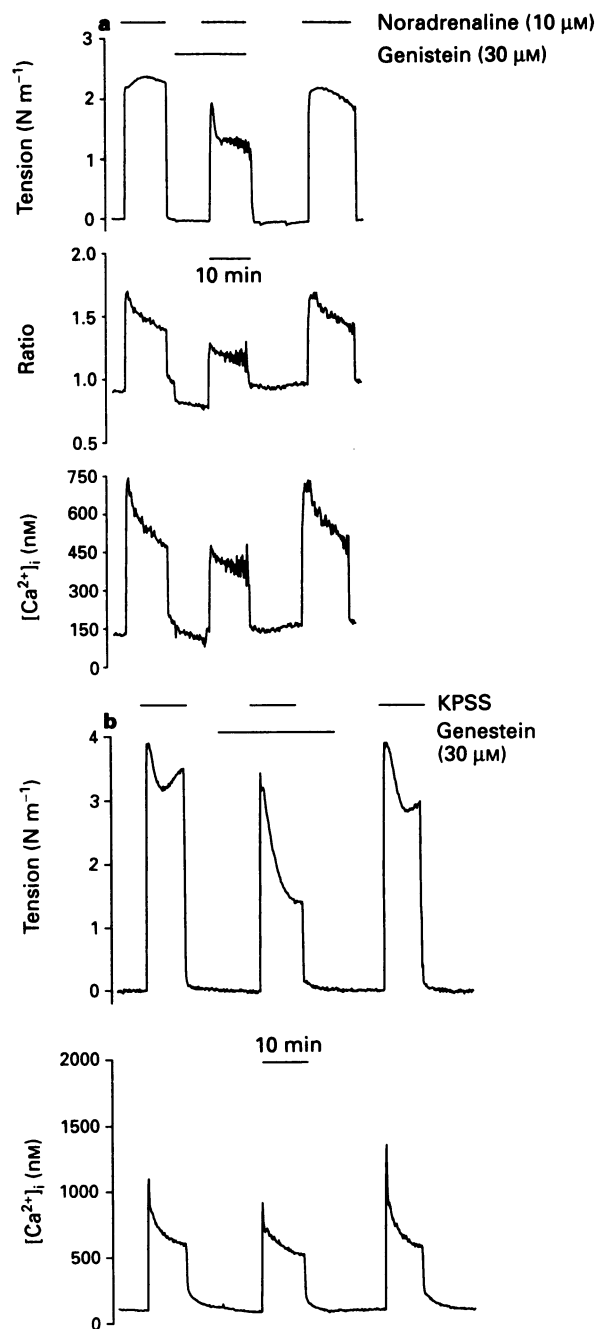 Noradrenaline (10 μM)
a
Genistein (30 μM)
Tension (N m⁻¹)
3
2
1
0
10 min
Ratio
2.0
1.5
1.0
0.5
[Ca²⁺]ᵢ (nM)
750
600
450
300
150
0
KPSS
b
Genestein
(30 μM)
Tension (N m⁻¹)
4
3
2
1
0
10 min
[Ca²⁺]ᵢ (nM)
2000
1500
1000
500
0